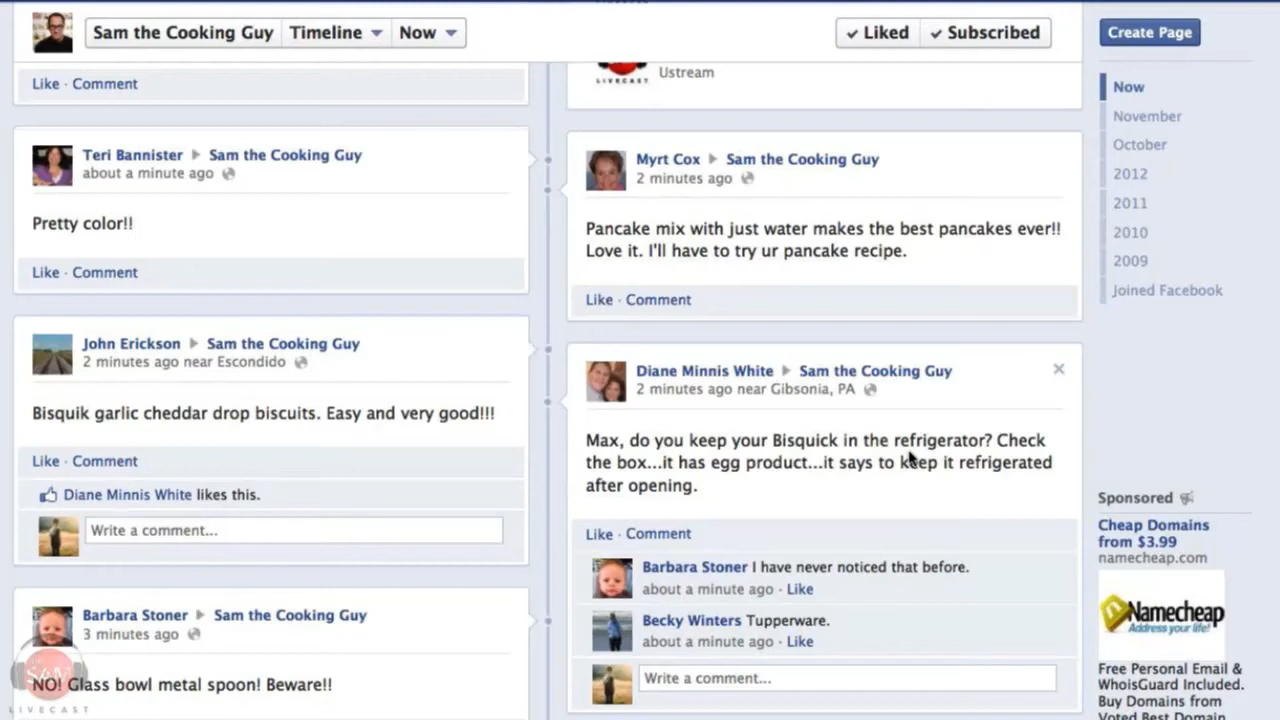 Sam the Cooking Guy Timeline Now
Liked Subscribed
Create Page
Like · Comment
LIVECAST
Ustream
Teri Bannister Sam the Cooking Guy
about a minute ago
Pretty color!!
Like · Comment
John Erickson Sam the Cooking Guy
2 minutes ago near Escondido
Bisquik garlic cheddar drop biscuits. Easy and very good!!!
Like · Comment
Diane Minnis White likes this.
Write a comment...
Barbara Stoner Sam the Cooking Guy
3 minutes ago
NO! Glass bowl metal spoon! Beware!!
SAM
LIVECAST
Myrt Cox Sam the Cooking Guy
2 minutes ago
Pancake mix with just water makes the best pancakes ever!!
Love it. I'll have to try ur pancake recipe.
Like · Comment
Diane Minnis White Sam the Cooking Guy
2 minutes ago near Gibsonia, PA
Max, do you keep your Bisquick in the refrigerator? Check
the box...it has egg product...it says to keep it refrigerated
after opening.
Like · Comment
Barbara Stoner I have never noticed that before.
about a minute ago · Like
Becky Winters Tupperware.
about a minute ago · Like
Write a comment...
Now
November
October
2012
2011
2010
2009
Joined Facebook
Sponsored
Cheap Domains
from $3.99
namecheap.com
Namecheap
Address your life!
Free Personal Email &
WhoisGuard Included.
Buy Domains from
Voted Best Domain